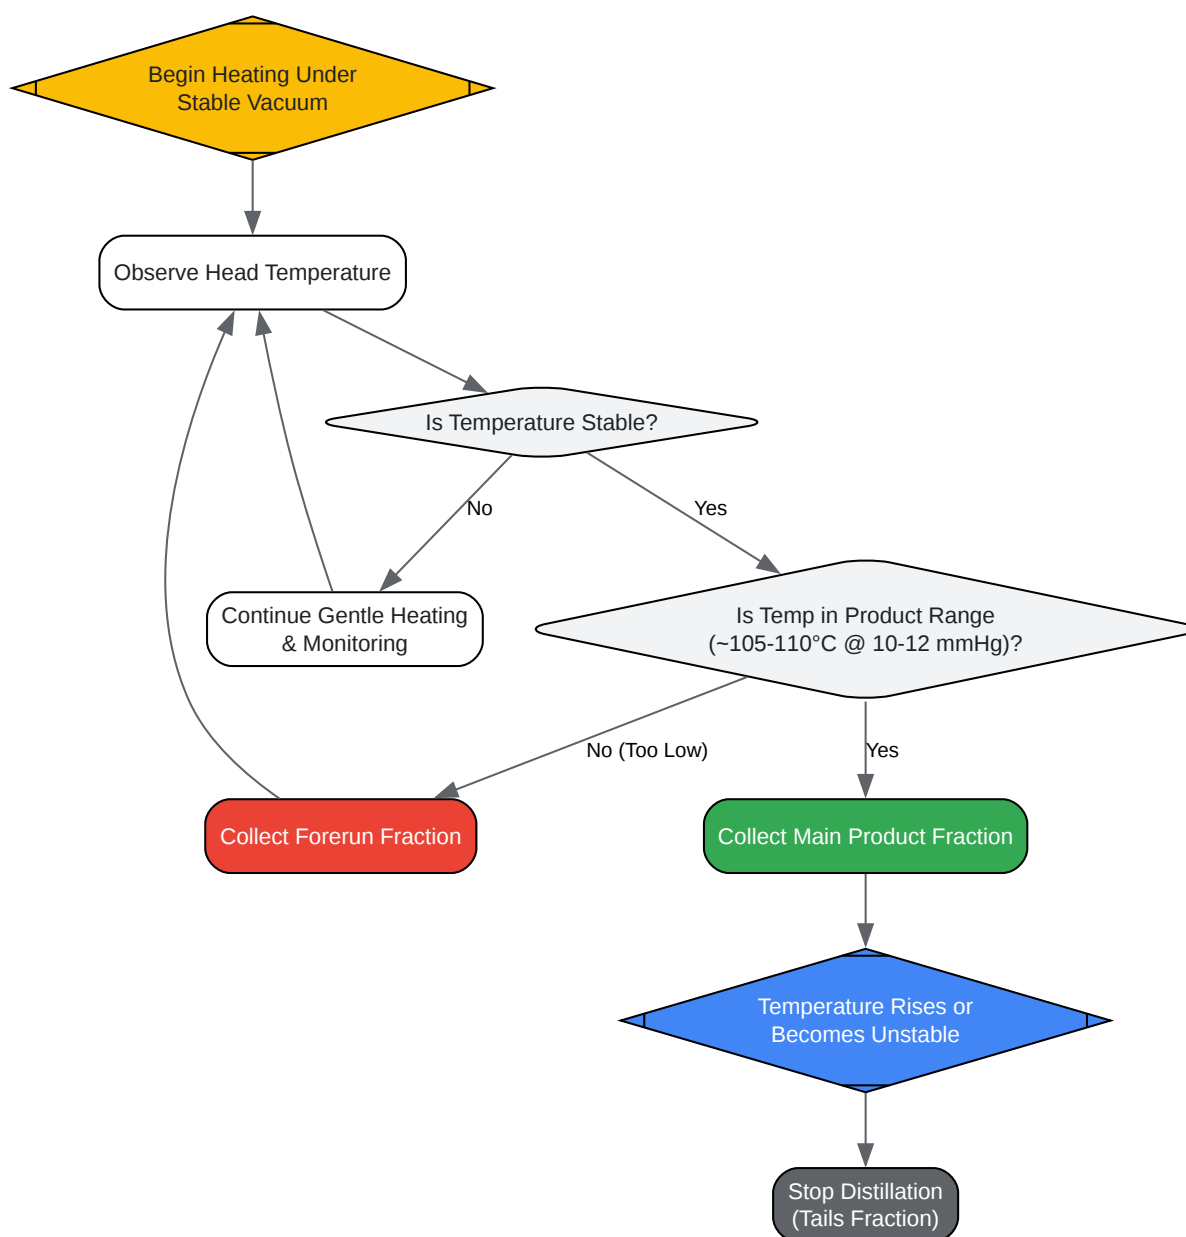 Begin Heating Under
Stable Vacuum
Observe Head Temperature
Is Temperature Stable?
No
Yes
Continue Gentle Heating
& Monitoring
Is Temp in Product Range
(~105-110°C @ 10-12 mmHg)?
No (Too Low)
Yes
Collect Forerun Fraction
Collect Main Product Fraction
Temperature Rises or
Becomes Unstable
Stop Distillation
(Tails Fraction)